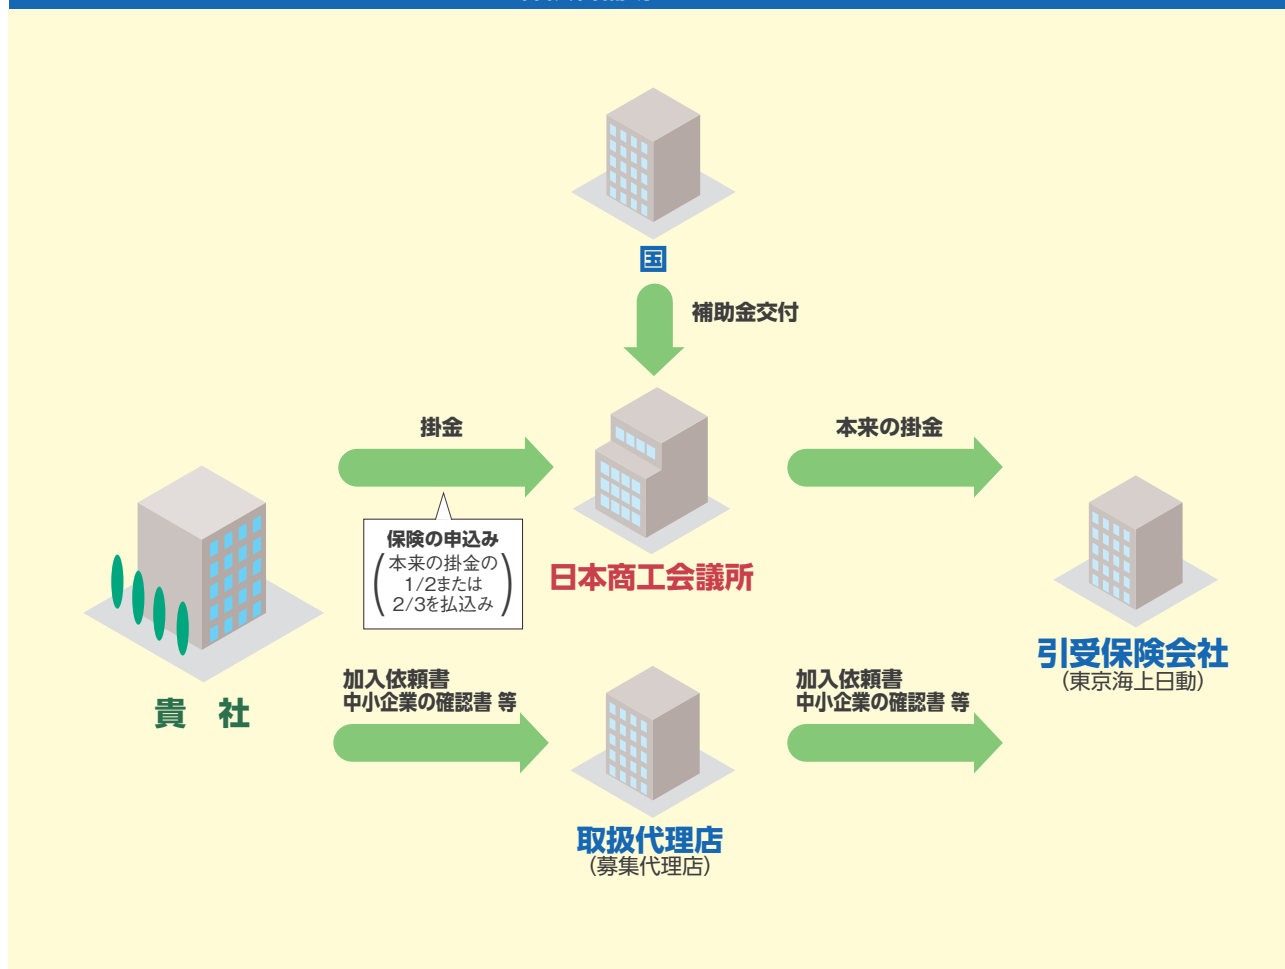 国
補助金交付
掛金
本来の掛金
保険の申込み
(本来の掛金の
1/2または
2/3を払込み)
日本商工会議所
引受保険会社
(東京海上日動)
貴 社
加入依頼書
中小企業の確認書 等
加入依頼書
中小企業の確認書 等
取扱代理店
(募集代理店)